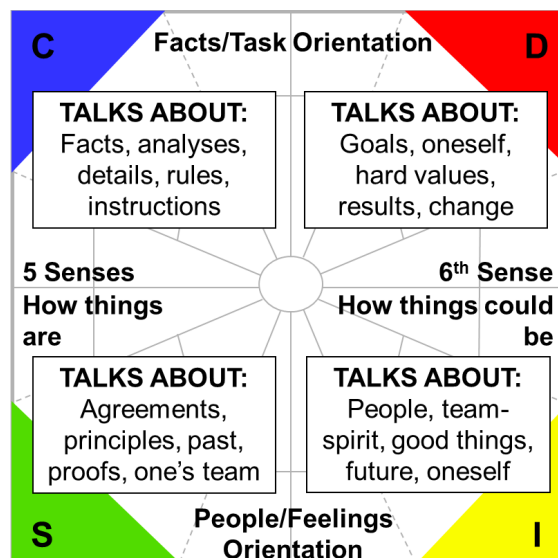 C
Facts/Task Orientation
D
TALKS ABOUT:
Facts, analyses,
details, rules,
instructions
TALKS ABOUT:
Goals, oneself,
hard values,
results, change
5 Senses
How things
are
6th Sense
How things could
be
TALKS ABOUT:
Agreements,
principles, past,
proofs, one’s team
TALKS ABOUT:
People, team-
spirit, good things,
future, oneself
S
People/Feelings
Orientation
I